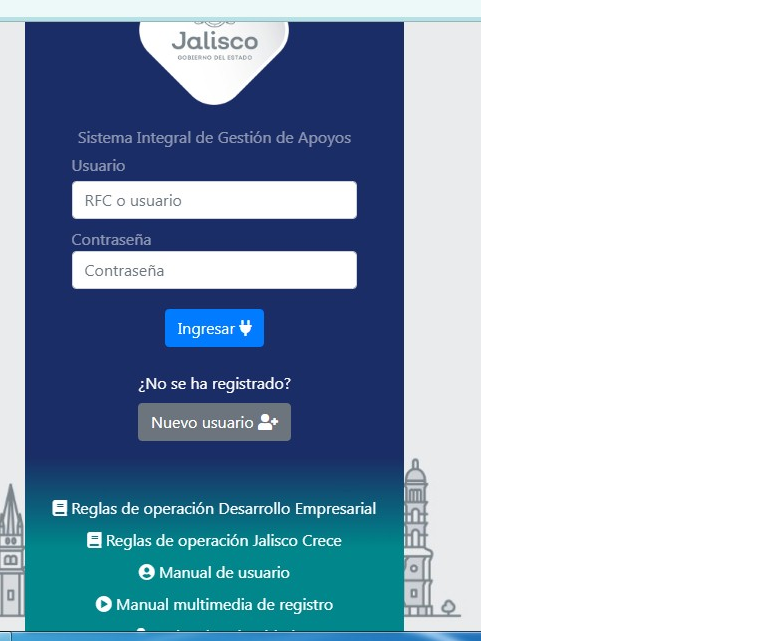 Jalisco
GOBIERNO DEL ESTADO
Sistema Integral de Gestión de Apoyos
Usuario
RFC o usuario
Contraseña
Contraseña
Ingresar
¿No se ha registrado?
Nuevo usuario
Reglas de operación Desarrollo Empresarial
Reglas de operación Jalisco Crece
Manual de usuario
Manual multimedia de registro